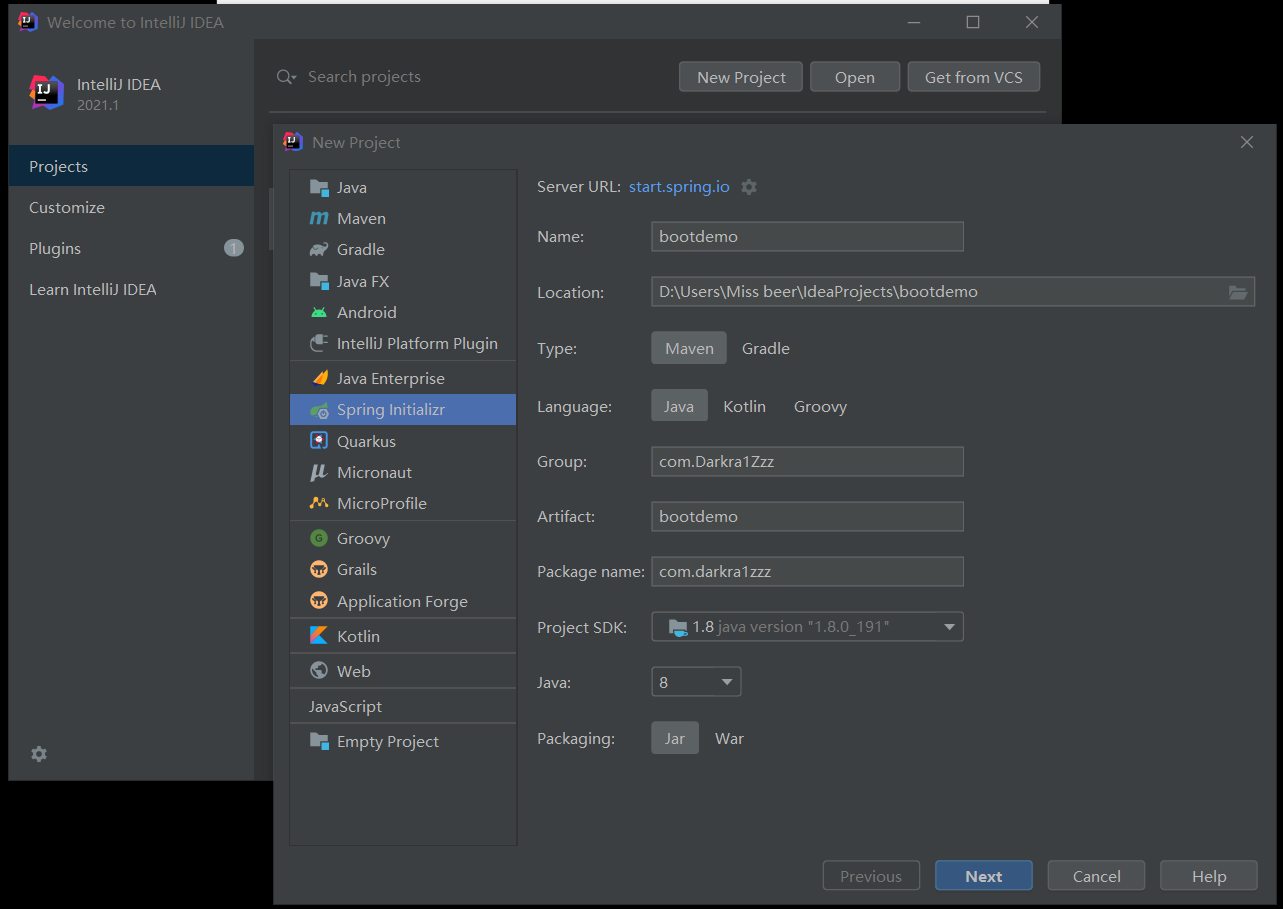 Welcome to IntelliJ IDEA
IntelliJ IDEA
2021.1
Search projects
New Project
Open
Get from VCS
Projects
Customize
Plugins
1
Learn IntelliJ IDEA
New Project
Java
Maven
Gradle
Java FX
Android
IntelliJ Platform Plugin
Java Enterprise
Spring Initializr
Quarkus
Micronaut
MicroProfile
Groovy
Grails
Application Forge
Kotlin
Web
JavaScript
Empty Project
Server URL: start.spring.io
Name: bootdemo
Location: D:\Users\Miss beer\IdeaProjects\bootdemo
Type: Maven Gradle
Language: Java Kotlin Groovy
Group: com.Darkra1Zzz
Artifact: bootdemo
Package name: com.darkra1zzz
Project SDK: 1.8 java version "1.8.0_191"
Java: 8
Packaging: Jar War
Previous
Next
Cancel
Help